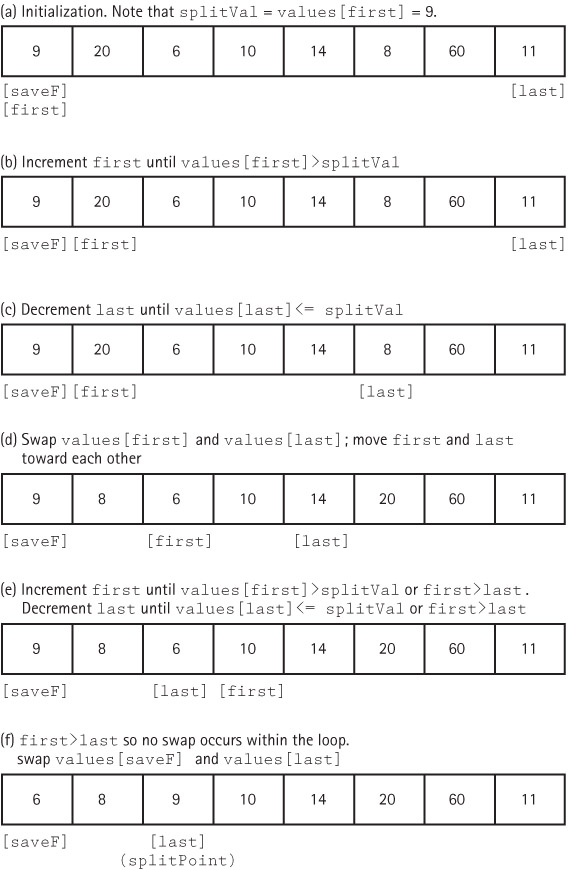 (a) Initialization. Note that splitVal = values[first] = 9.
9 20 6 10 14 8 60 11
[saveF] [last]
[first]
(b) Increment first until values[first]>splitVal
9 20 6 10 14 8 60 11
[saveF] [first] [last]
(c) Decrement last until values[last]<= splitVal
9 20 6 10 14 8 60 11
[saveF] [first] [last]
(d) Swap values[first] and values[last]; move first and last
toward each other
9 8 6 10 14 20 60 11
[saveF] [first] [last]
(e) Increment first until values[first]>splitVal or first>last.
Decrement last until values[last]<= splitVal or first>last
9 8 6 10 14 20 60 11
[saveF] [last] [first]
(f) first>last so no swap occurs within the loop.
swap values[saveF] and values[last]
6 8 9 10 14 20 60 11
[saveF] [last]
(splitPoint)